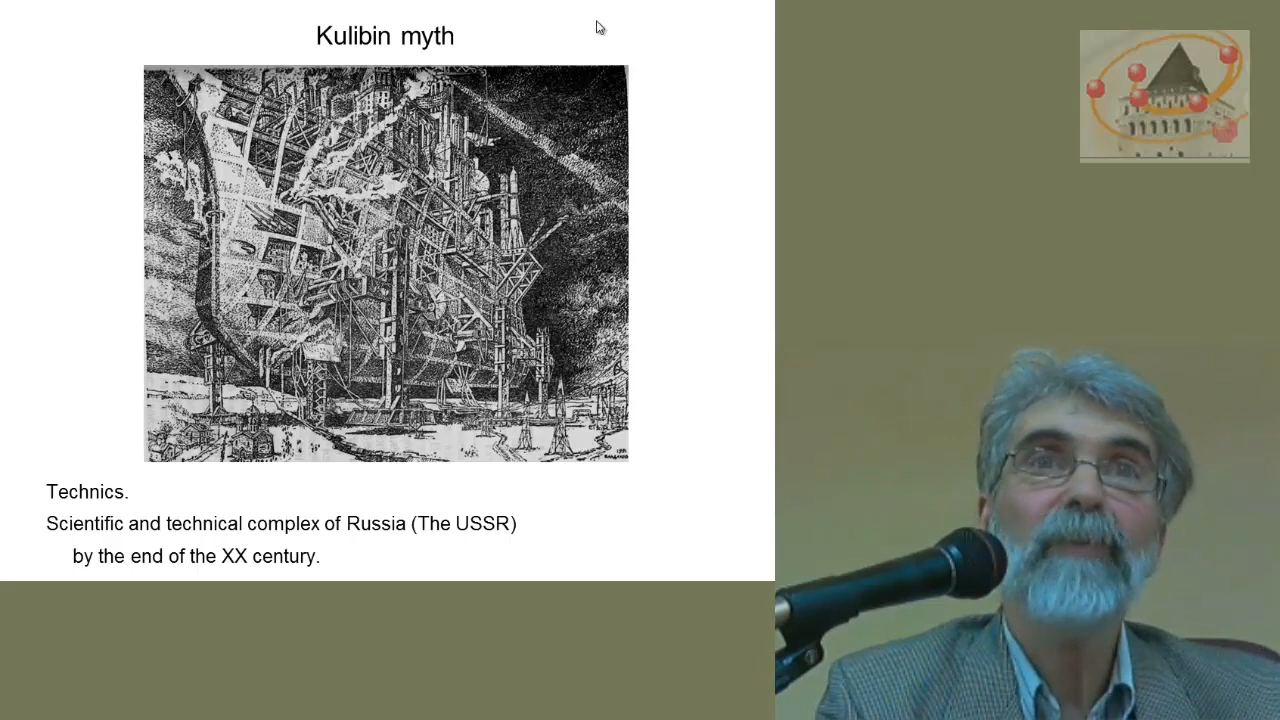 Kulibin myth
Technics.
Scientific and technical complex of Russia (The USSR)
by the end of the XX century.